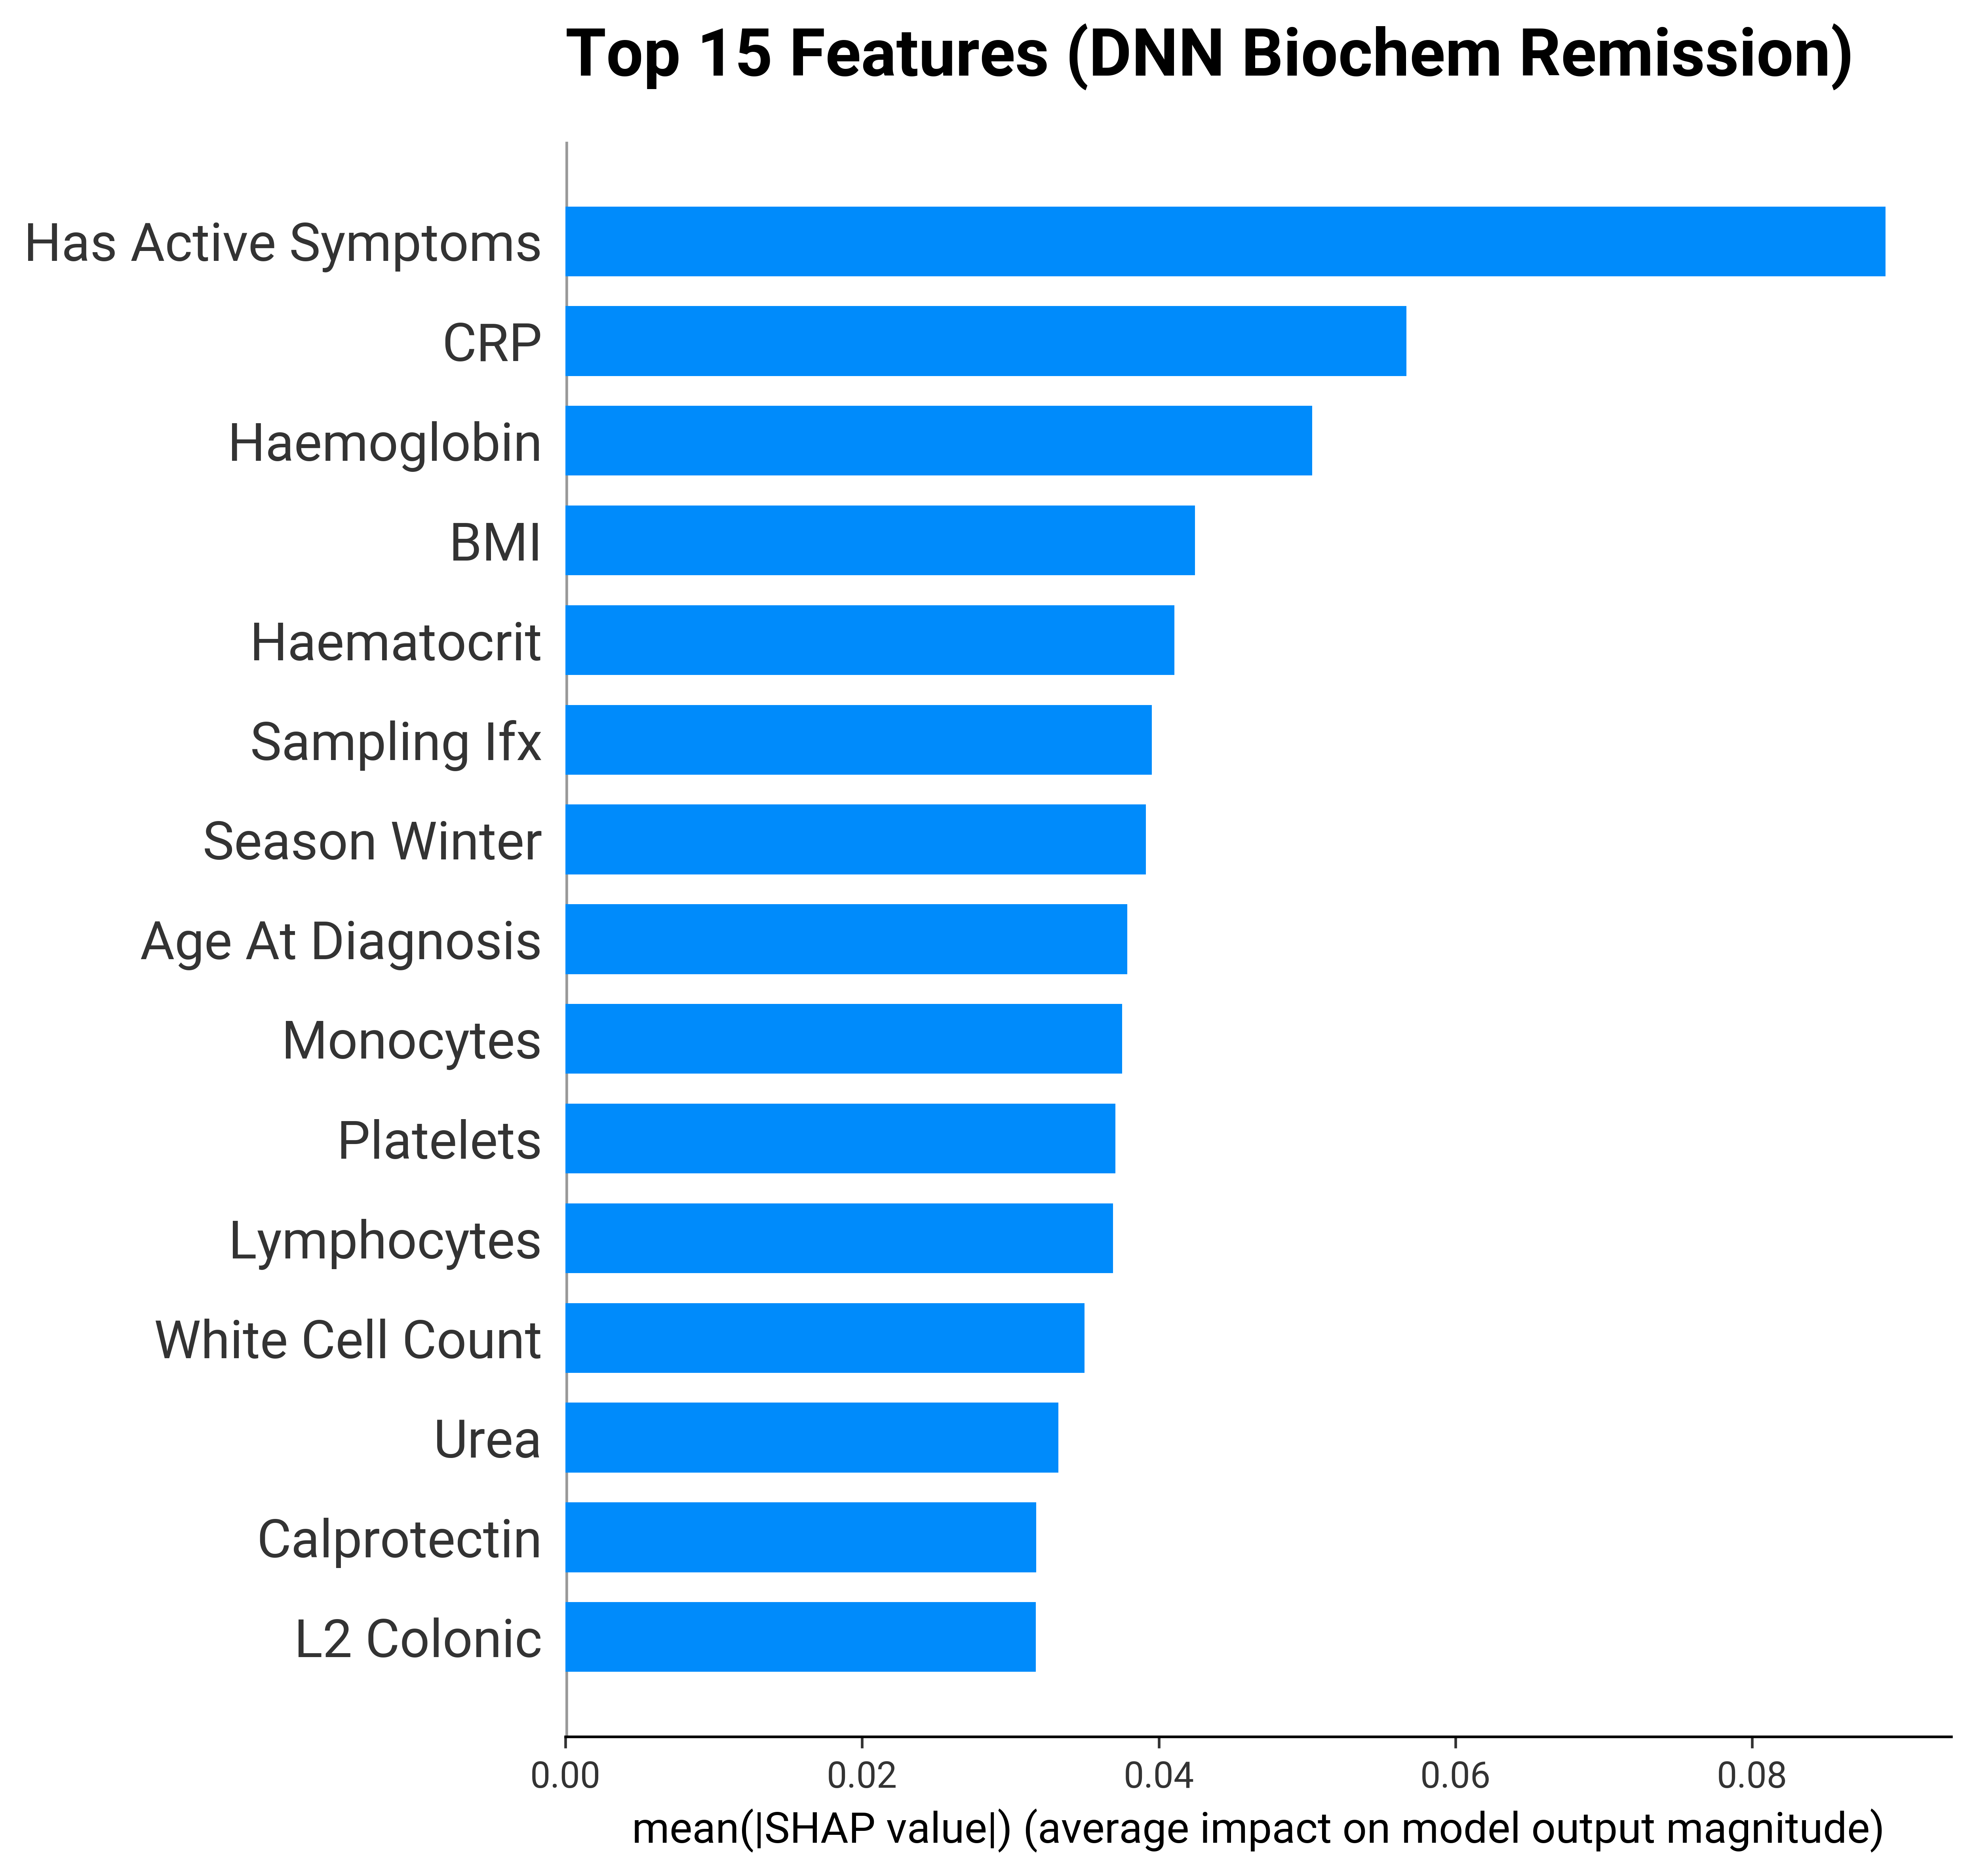 Top 15 Features (DNN Biochem Remission)
Has Active Symptoms
CRP
Haemoglobin
BMI
Haematocrit
Sampling Ifx
Season Winter
Age At Diagnosis
Monocytes
Platelets
Lymphocytes
White Cell Count
Urea
Calprotectin
L2 Colonic
0.00 0.02 0.04 0.06 0.08
mean(|SHAP value|) (average impact on model output magnitude)